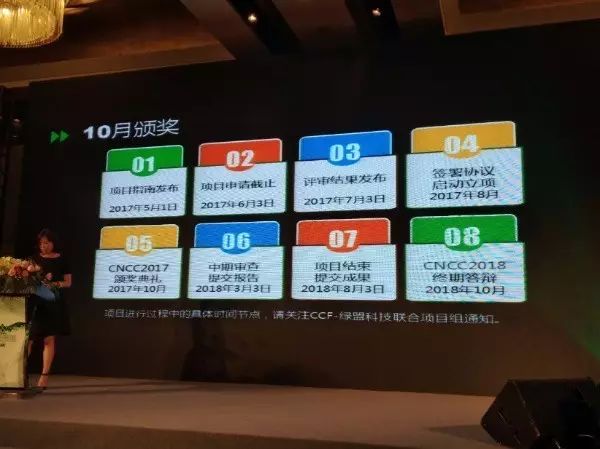 10月颁奖
01
项目指南发布
2017年5月1日
02
项目申请截止
2017年6月3日
03
评审结果发布
2017年7月3日
04
签署协议
启动立项
2017年8月
05
CNCC2017
颁奖典礼
2017年10月
06
中期审查
提交报告
2018年3月3日
07
项目结束
提交成果
2018年8月3日
08
CNCC2018
终期答辩
2018年10月
项目进行过程中的具体时间节点，请关注CCF-绿盟科技联合项目组通知。